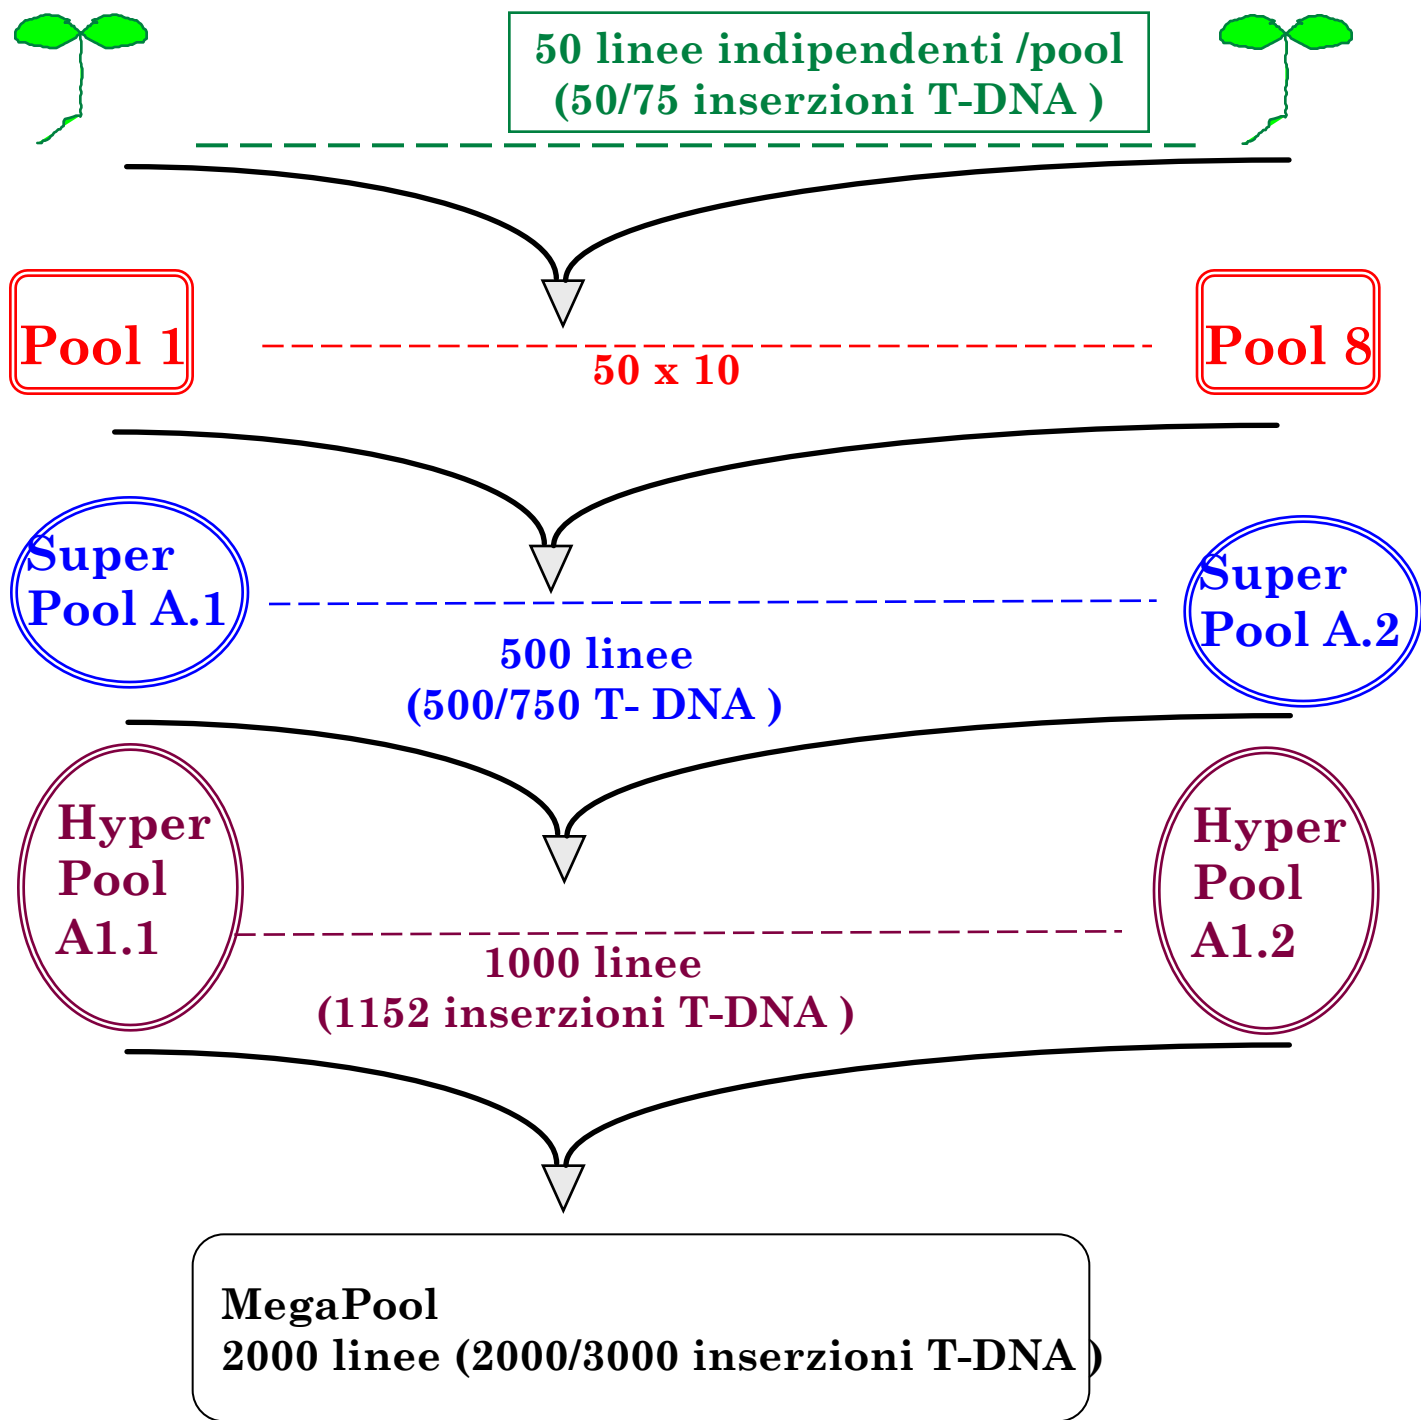 50 linee indipendenti /pool
(50/75 inserzioni T-DNA )
Pool 1
50 x 10
Pool 8
Super
Pool A.1
Super
Pool A.2
500 linee
(500/750 T- DNA )
Hyper
Pool
A1.1
Hyper
Pool
A1.2
1000 linee
(1152 inserzioni T-DNA )
MegaPool
2000 linee (2000/3000 inserzioni T-DNA )